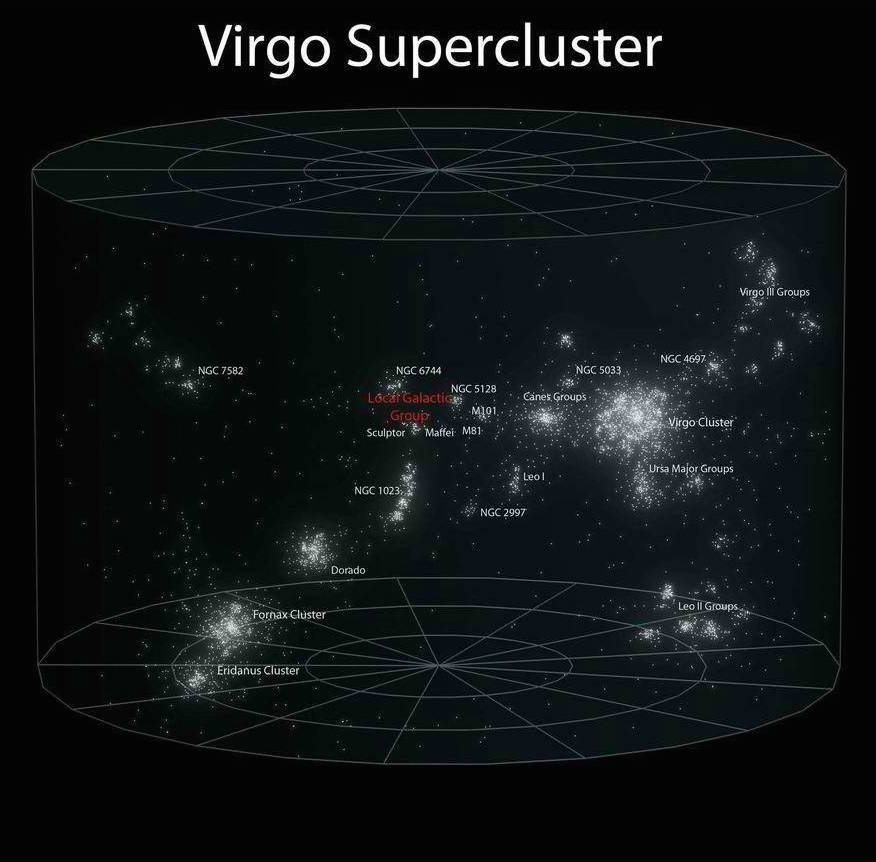 Virgo Supercluster
Virgo III Groups
NGC 7582
NGC 6744
NGC 5033
NGC 4697
NGC 5128
Local Galactic
Group
Canes Groups
M101
Virgo Cluster
Sculptor
Maffei
M81
Ursa Major Groups
Leo I
NGC 1023
NGC 2997
Dorado
Leo II Groups
Fornax Cluster
Eridanus Cluster